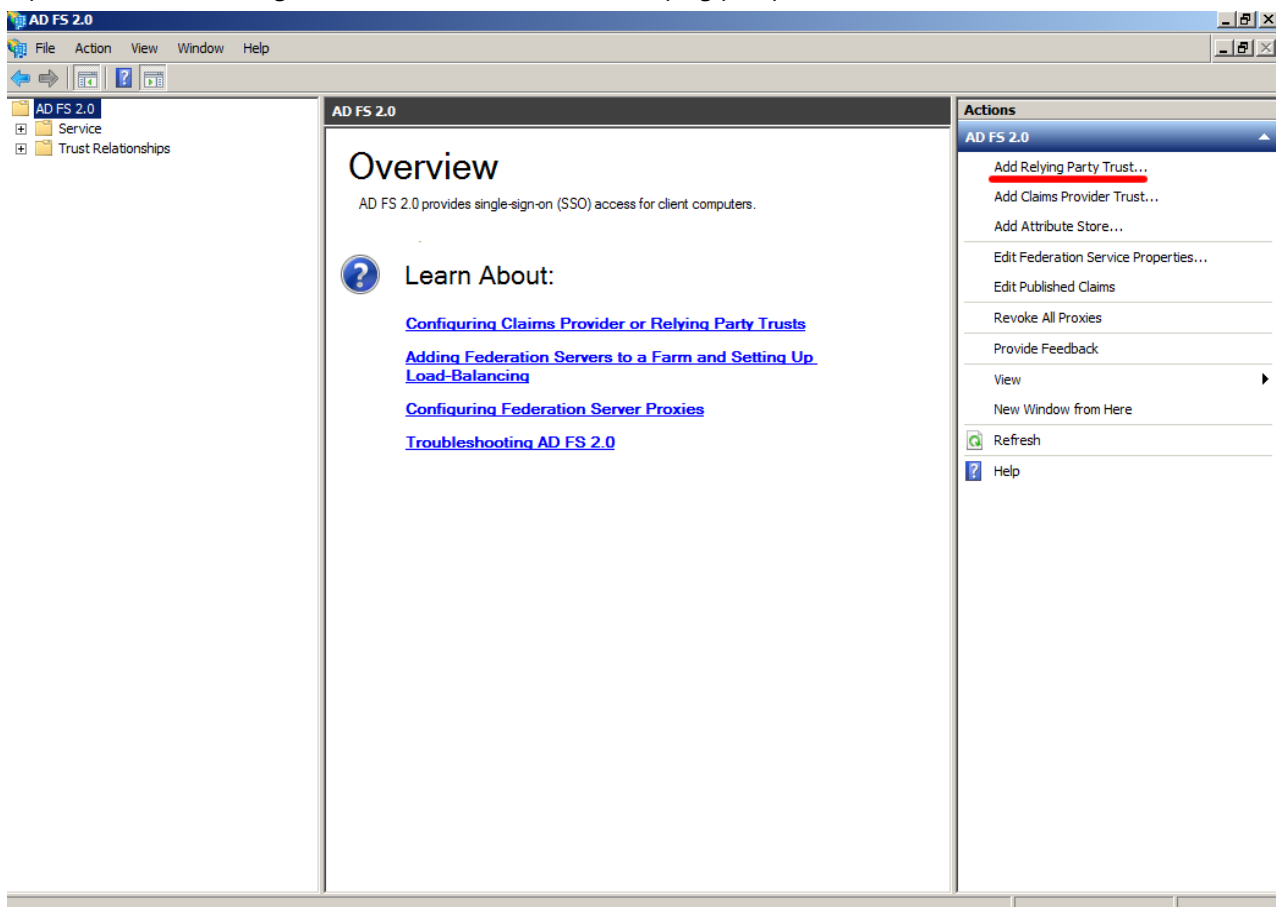 AD FS 2.0
File Action View Window Help
AD FS 2.0
Service
Trust Relationships
AD FS 2.0
Overview
AD FS 2.0 provides single-sign-on (SSO) access for client computers.
Learn About:
Configuring Claims Provider or Relying Party Trusts
Adding Federation Servers to a Farm and Setting Up
Load-Balancing
Configuring Federation Server Proxies
Troubleshooting AD FS 2.0
Actions
AD FS 2.0
Add Relying Party Trust...
Add Claims Provider Trust...
Add Attribute Store...
Edit Federation Service Properties...
Edit Published Claims
Revoke All Proxies
Provide Feedback
View
New Window from Here
Refresh
Help